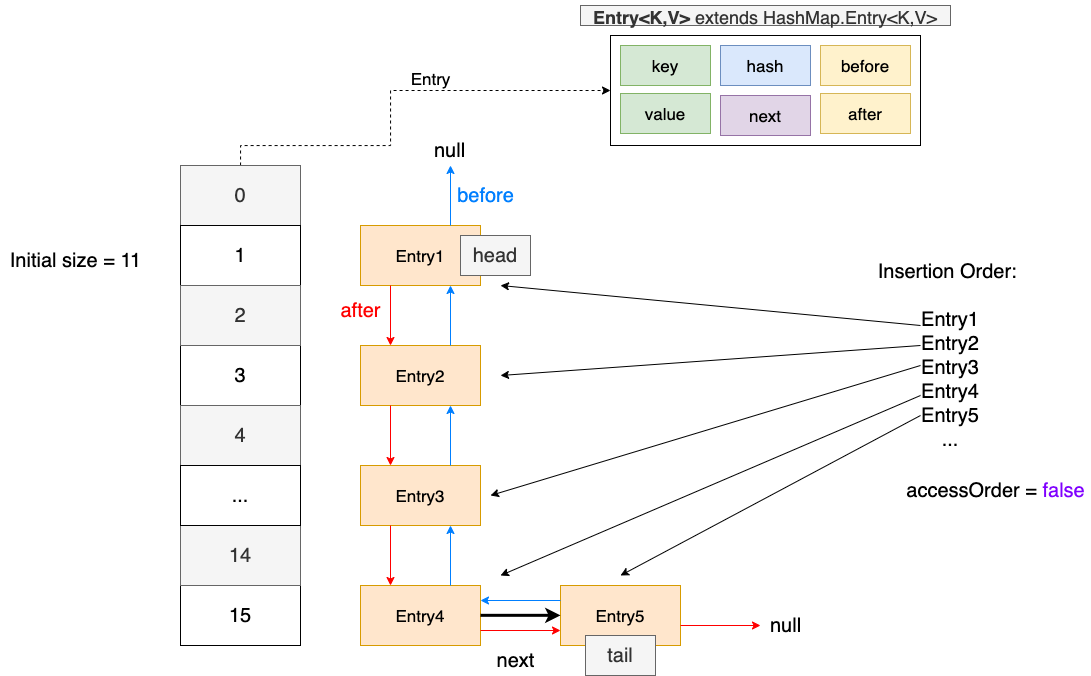 Entry<K,V> extends HashMap.Entry<K,V>
key
hash
before
value
next
after
Entry
null
before
0
Initial size = 11
1
2
3
4
...
14
15
Entry1
head
after
Entry2
Entry3
Entry4
Entry5
tail
next
null
Insertion Order:
Entry1
Entry2
Entry3
Entry4
Entry5
...
accessOrder = false